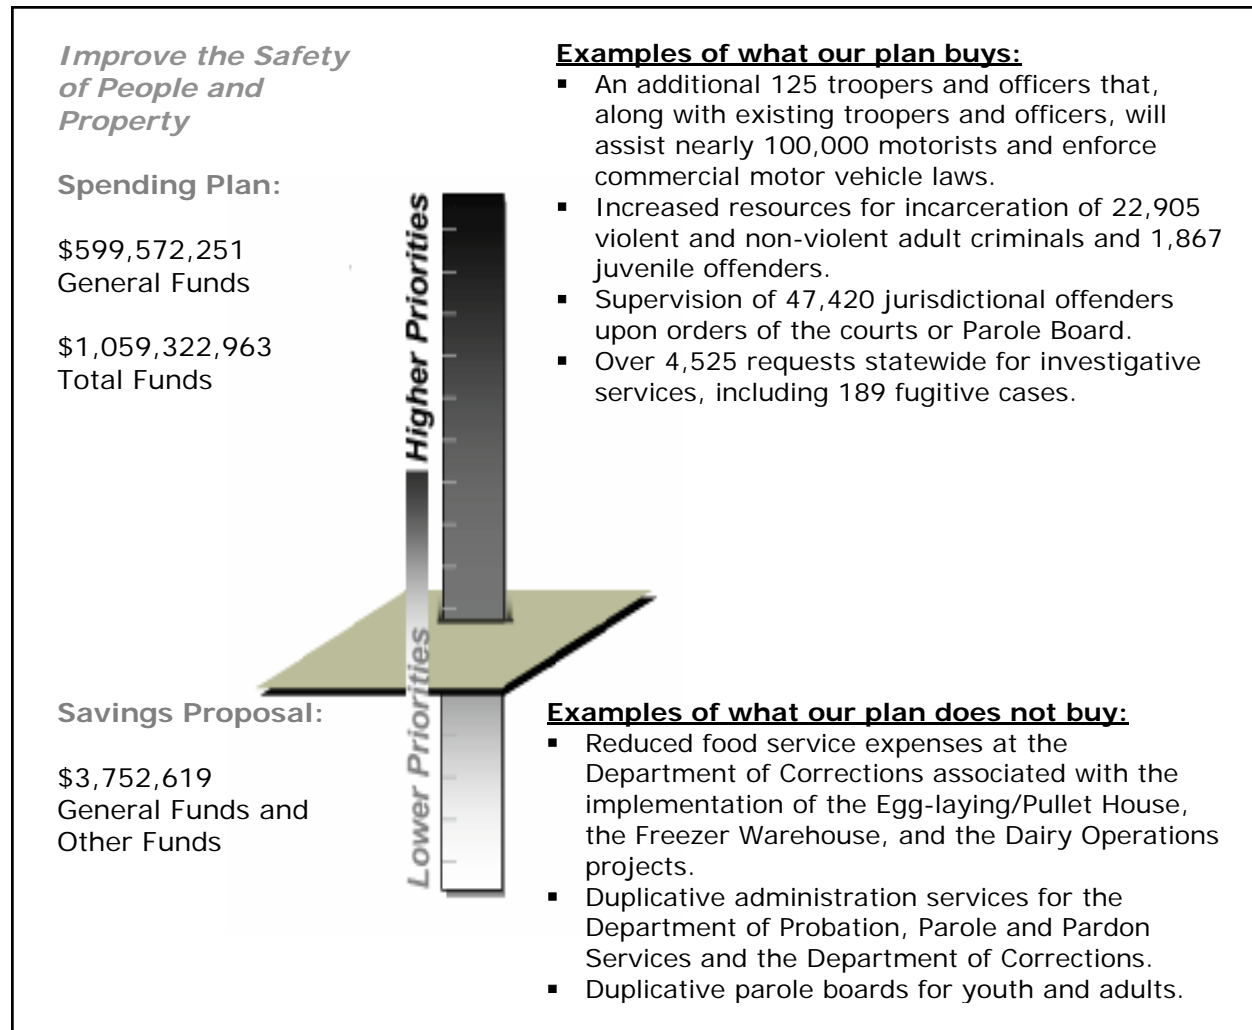 Improve the Safety
of People and
Property
Spending Plan:
$599,572,251
General Funds
$1,059,322,963
Total Funds
Higher Priorities
Lower Priorities
Examples of what our plan buys:
▪ An additional 125 troopers and officers that,
along with existing troopers and officers, will
assist nearly 100,000 motorists and enforce
commercial motor vehicle laws.
▪ Increased resources for incarceration of 22,905
violent and non-violent adult criminals and 1,867
juvenile offenders.
▪ Supervision of 47,420 jurisdictional offenders
upon orders of the courts or Parole Board.
▪ Over 4,525 requests statewide for investigative
services, including 189 fugitive cases.
Savings Proposal:
$3,752,619
General Funds and
Other Funds
Examples of what our plan does not buy:
▪ Reduced food service expenses at the
Department of Corrections associated with the
implementation of the Egg-laying/Pullet House,
the Freezer Warehouse, and the Dairy Operations
projects.
▪ Duplicative administration services for the
Department of Probation, Parole and Pardon
Services and the Department of Corrections.
▪ Duplicative parole boards for youth and adults.